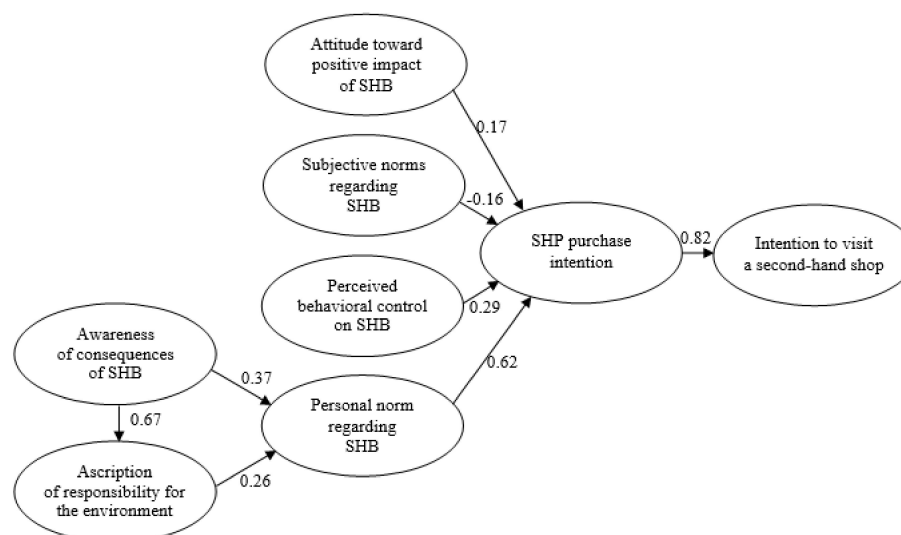 Attitude toward
positive impact
of SHB
0.17
Subjective norms
regarding
SHB
-0.16
SHP purchase
intention
0.82
Intention to visit
a second-hand shop
Perceived
behavioral control
on SHB
0.29
Awareness
of consequences
of SHB
0.37
0.62
Personal norm
regarding
SHB
0.67
Ascription
of responsibility for
the environment
0.26